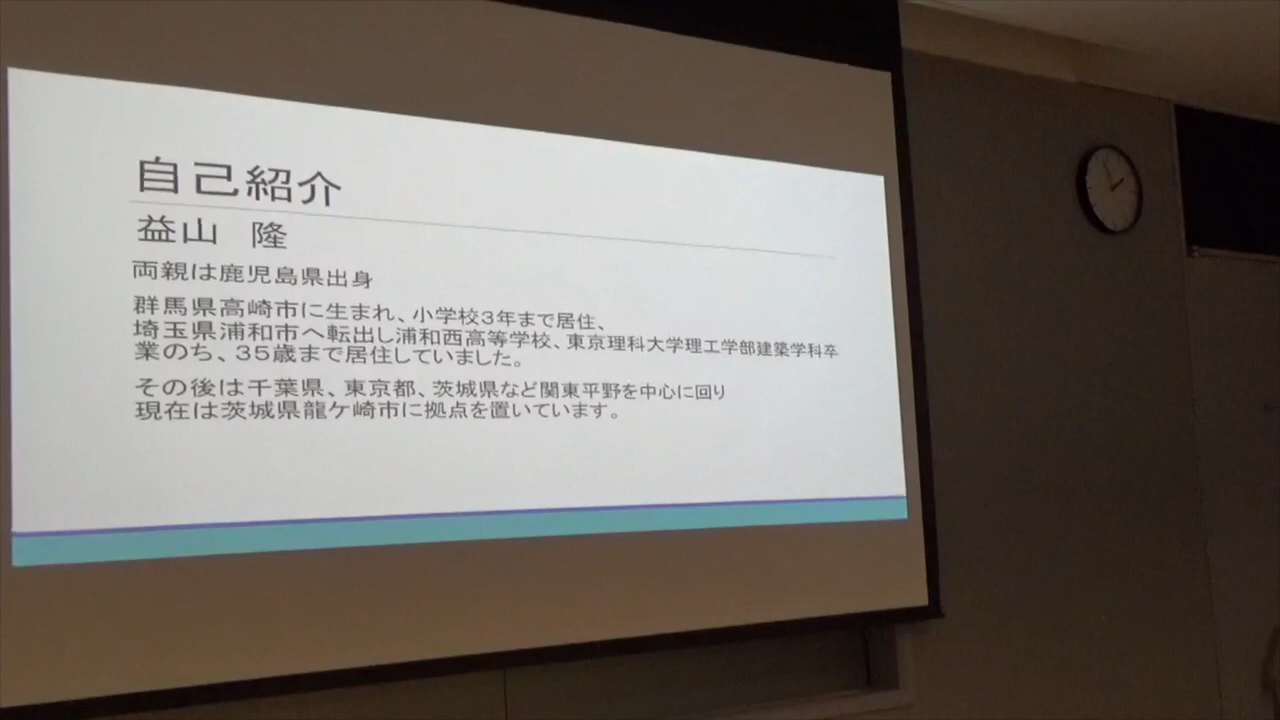 自己紹介
益山　隆
両親は鹿児島県出身
群馬県高崎市に生まれ、小学校3年まで居住、
埼玉県浦和市へ転出し浦和西高等学校、東京理科大学理工学部建築学科卒
業のち、35歳まで居住していました。
その後は千葉県、東京都、茨城県など関東平野を中心に回り
現在は茨城県龍ケ崎市に拠点を置いています。